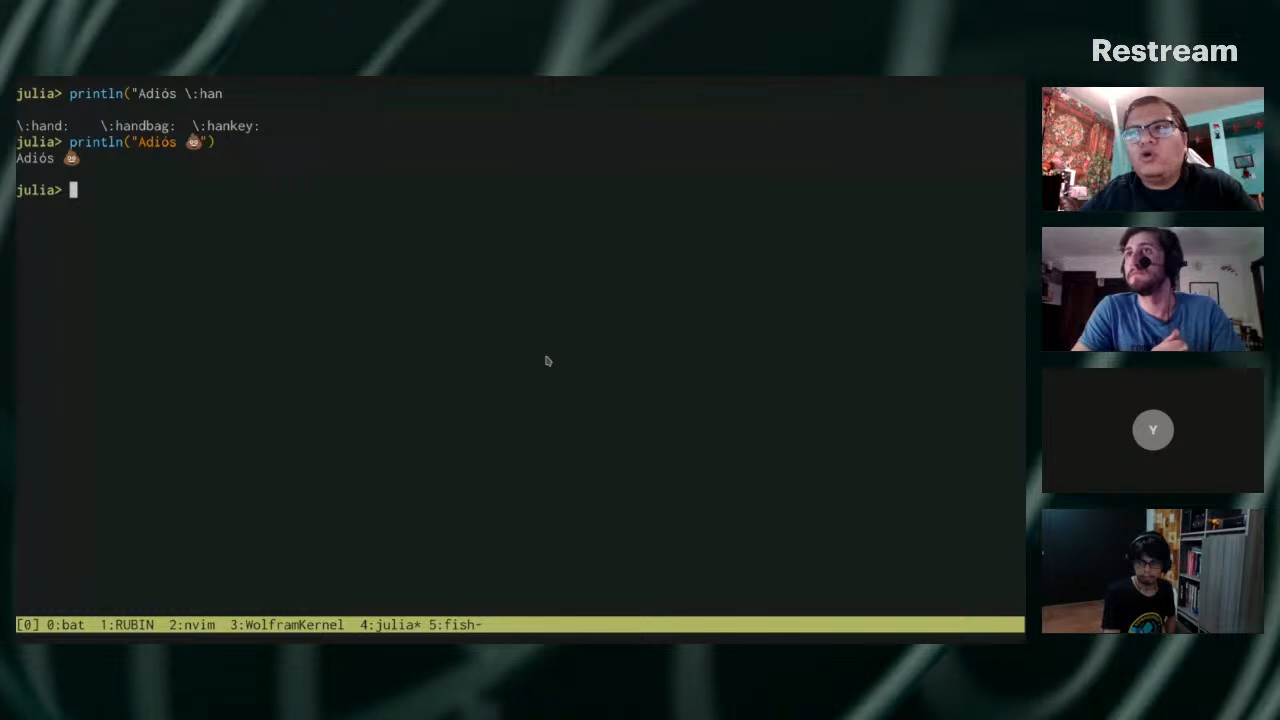 Restream
julia> println("Adiós \:han
\:hand:    \:handbag:  \:hankey:
julia> println("Adiós 💩")
Adiós 💩
julia>
Y
[0] 0:bat  1:RUBIN  2:nvim  3:WolframKernel  4:julia* 5:fish-